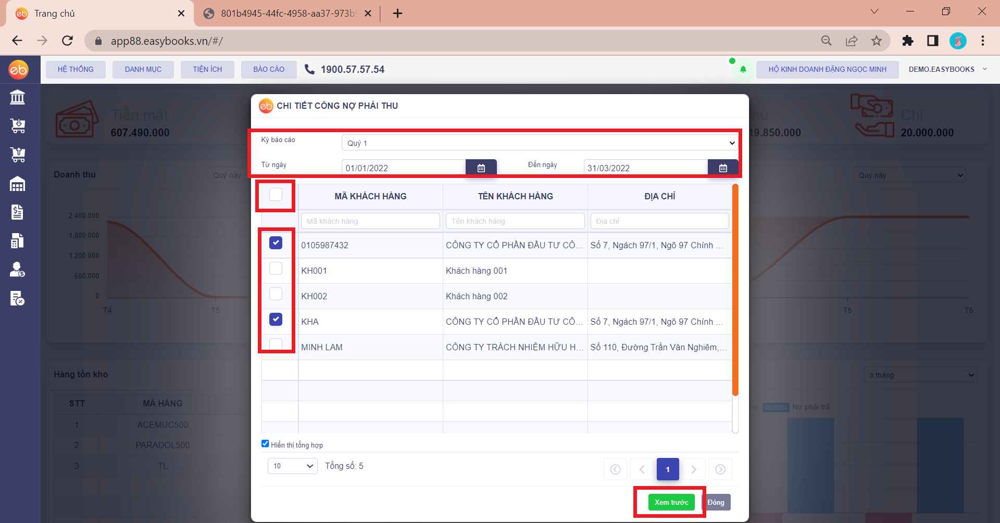 Trang chủ
801b4945-44fc-4958-aa37-973b9
app88.easybooks.vn/#/
eb
HỆ THỐNG
DANH MỤC
TIỆN ÍCH
BÁO CÁO
1900.57.57.54
HỘ KINH DOANH ĐẶNG NGỌC MINH
DEMO.EASYBOOKS
CHI TIẾT CÔNG NỢ PHẢI THU
Tiền mặt
607.490.000
hu
19.850.000
Chi
20.000.000
Kỳ báo cáo
Quý 1
Từ ngày
01/01/2022
Đến ngày
31/03/2022
Doanh thu
Quý này
Quý này
MÃ KHÁCH HÀNG
TÊN KHÁCH HÀNG
ĐỊA CHỈ
Mã khách hàng
Tên khách hàng
Địa chỉ
0105987432
CÔNG TY CỔ PHẦN ĐẦU TƯ CÔ...
Số 7, Ngách 97/1, Ngõ 97 Chính ...
KH001
Khách hàng 001
KH002
Khách hàng 002
KHA
CÔNG TY CỔ PHẦN ĐẦU TƯ CÔ...
Số 7, Ngách 97/1, Ngõ 97 Chính ...
MINH LAM
CÔNG TY TRÁCH NHIỆM HỮU H...
Số 110, Đường Trần Văn Nghiêm,...
2.400.000
1.800.000
1.200.000
600.000
0
T4
T5
T5
T6
Hàng tồn kho
3 tháng
STT
MÃ HÀNG
1
ACEMUC500
2
PARADOL500
3
TL
hu
Nợ phải trả
Hiển thị tổng hợp
10
Tổng số: 5
1
Xem trước
Đóng